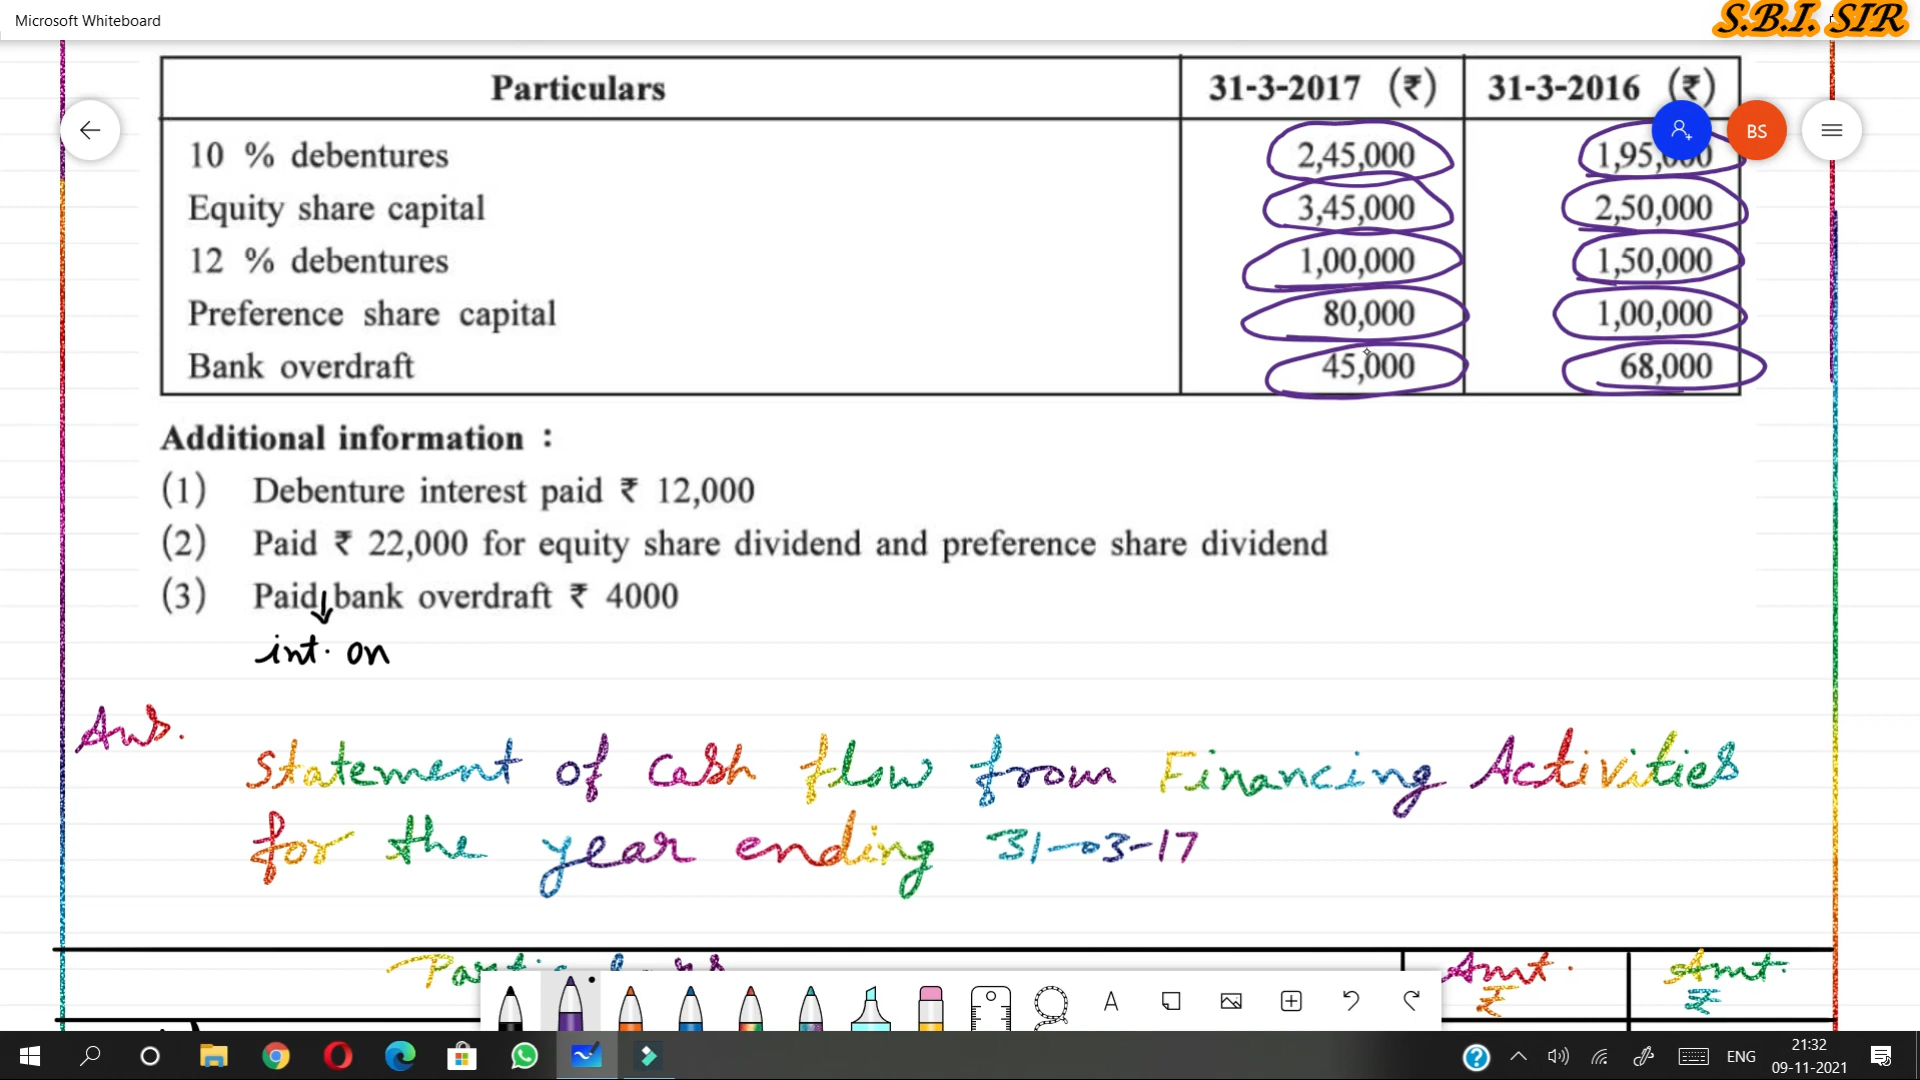 Microsoft Whiteboard
S.B.I. SIR
Particulars 31-3-2017 (₹) 31-3-2016 (₹)
BS
10 % debentures 2,45,000 1,95,000
Equity share capital 3,45,000 2,50,000
12 % debentures 1,00,000 1,50,000
Preference share capital 80,000 1,00,000
Bank overdraft 45,000 68,000
Additional information :
(1) Debenture interest paid ₹ 12,000
(2) Paid ₹ 22,000 for equity share dividend and preference share dividend
(3) Paid bank overdraft ₹ 4000
int. on
Ans.
Statement of Cash flow from Financing Activities
for the year ending 31-03-17
Particulars Amt. Amt.
₹ ₹
A
ENG
21:32
09-11-2021